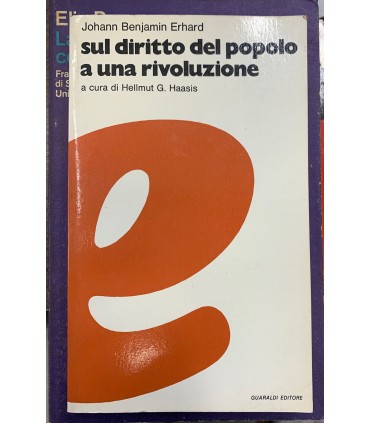 Johann Benjamin Erhard
sul diritto del popolo
a una rivoluzione
a cura di Hellmut G. Haasis
e
GUARALDI EDITORE